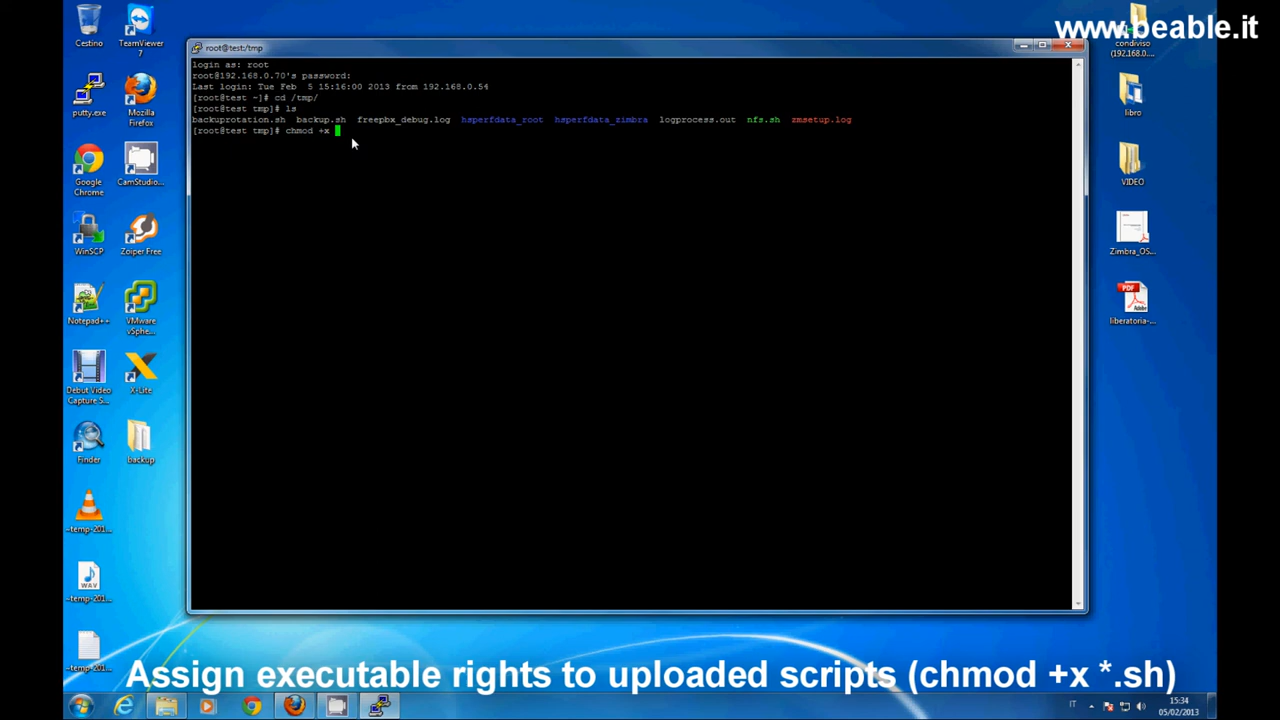 www.beable.it
Cestino
TeamViewer
7
condiviso
(192.168.0....
putty.exe
Mozilla
Firefox
libro
Google
Chrome
CamStudio...
VIDEO
WinSCP
Zoiper Free
Zimbra_OS...
Notepad++
VMware
vSphe...
PDF
Adobe
liberatoria-...
Debut Video
Capture S...
X-Lite
Finder
backup
~temp-201...
WAV
~temp-201...
~temp-201...
root@test:/tmp
login as: root
root@192.168.0.70's password:
Last login: Tue Feb  5 15:16:00 2013 from 192.168.0.54
[root@test ~]# cd /tmp/
[root@test tmp]# ls
backuprotation.sh  backup.sh  freepbx_debug.log  hsperfdata_root  hsperfdata_zimbra  logprocess.out  nfs.sh  zmsetup.log
[root@test tmp]# chmod +x
Assign executable rights to uploaded scripts (chmod +x *.sh)
IT
15:34
05/02/2013